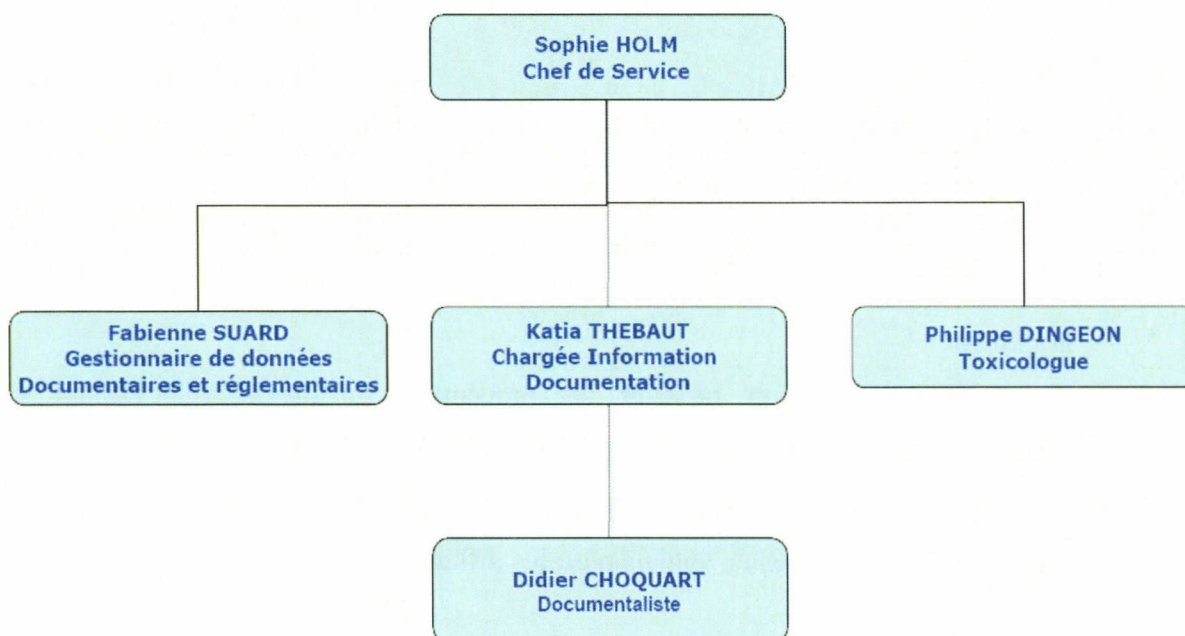 Sophie HOLM
Chef de Service
Fabienne SUARD
Gestionnaire de données
Documentaires et réglementaires
Katia THEBAUT
Chargée Information
Documentation
Philippe DINGEON
Toxicologue
Didier CHOQUART
Documentaliste